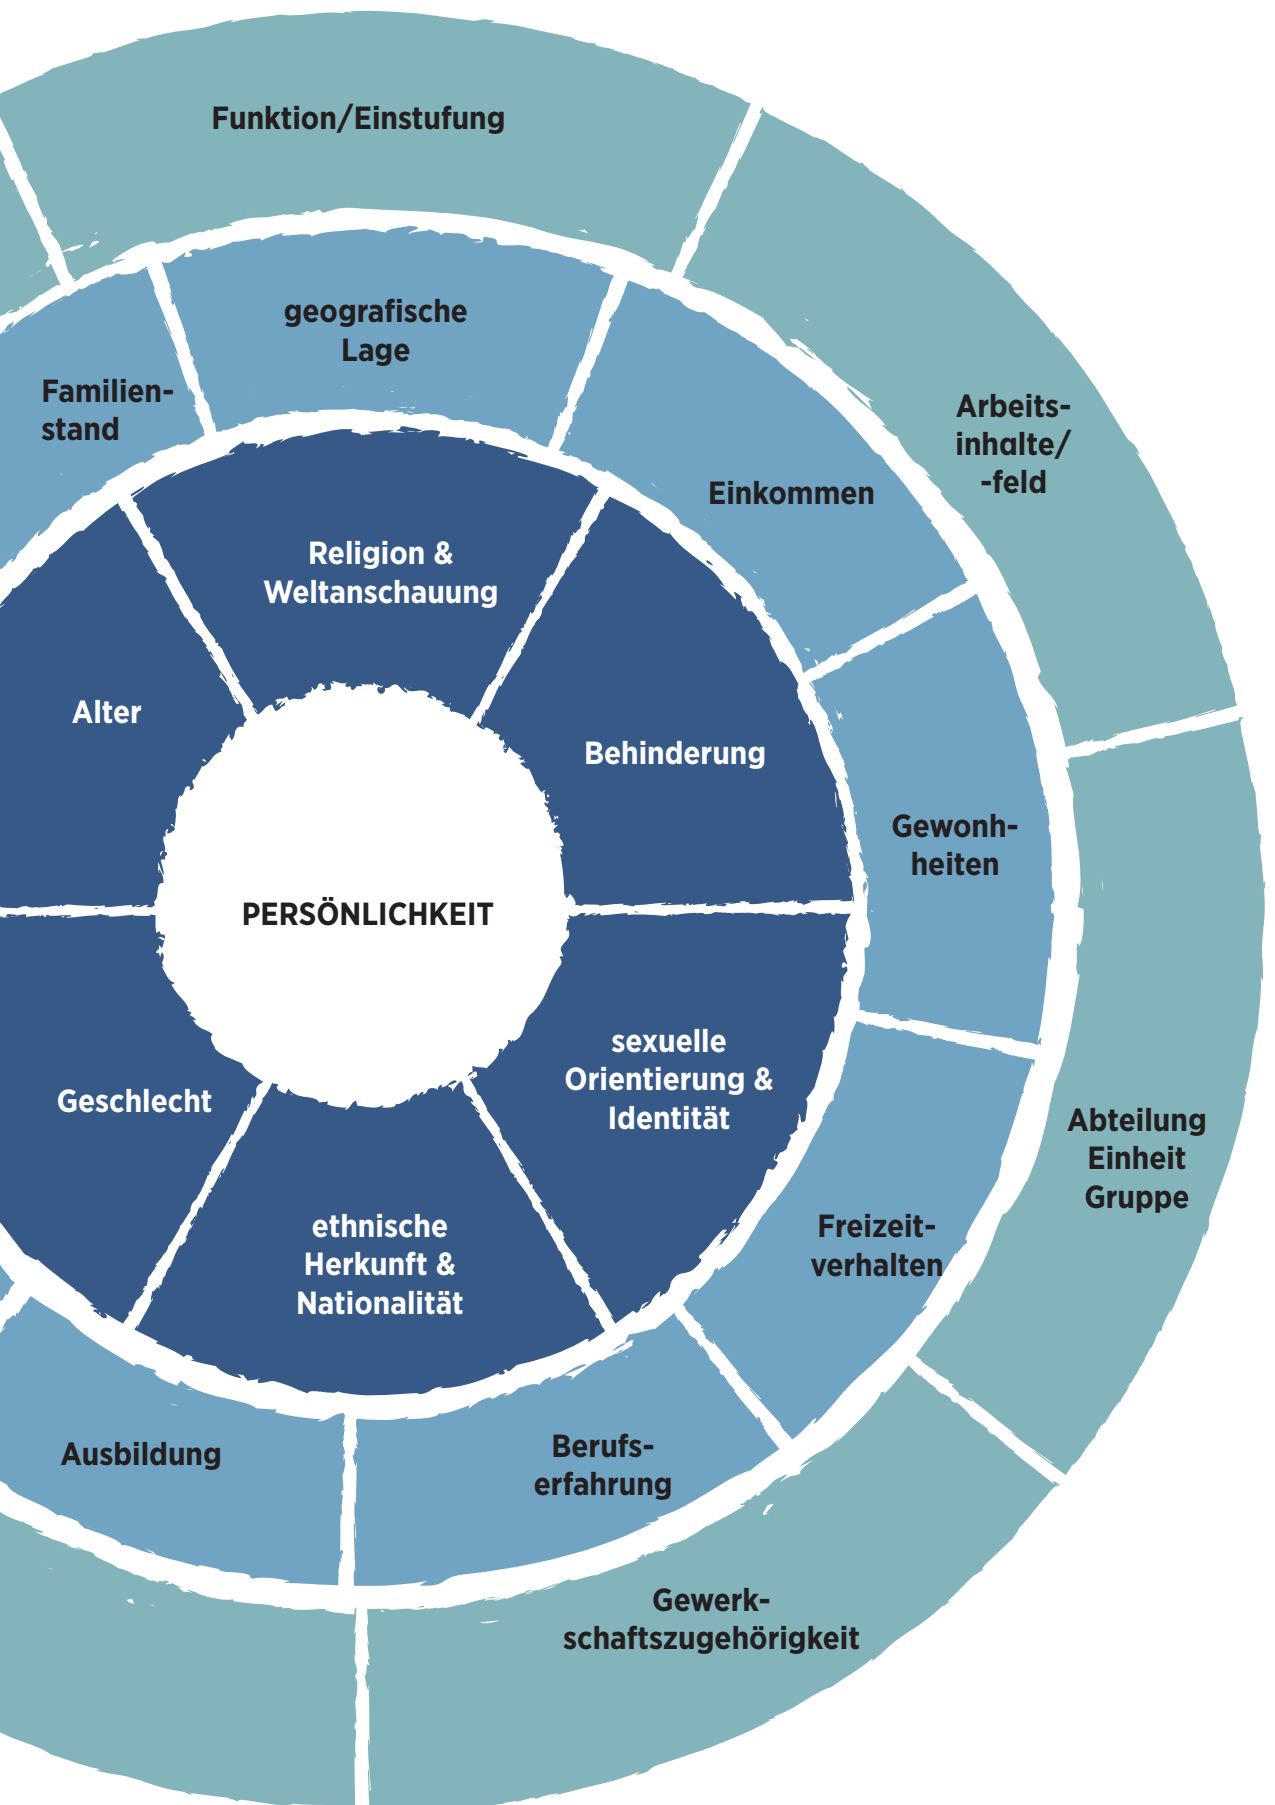 Funktion/Einstufung
geografische
Lage
Familien-
stand
Arbeits-
inhalte/
-feld
Einkommen
Religion &
Weltanschauung
Alter
Behinderung
Gewonh-
heiten
PERSÖNLICHKEIT
sexuelle
Orientierung &
Identität
Geschlecht
Abteilung
Einheit
Gruppe
ethnische
Herkunft &
Nationalität
Freizeit-
verhalten
Ausbildung
Berufs-
erfahrung
Gewerk-
schaftszugehörigkeit